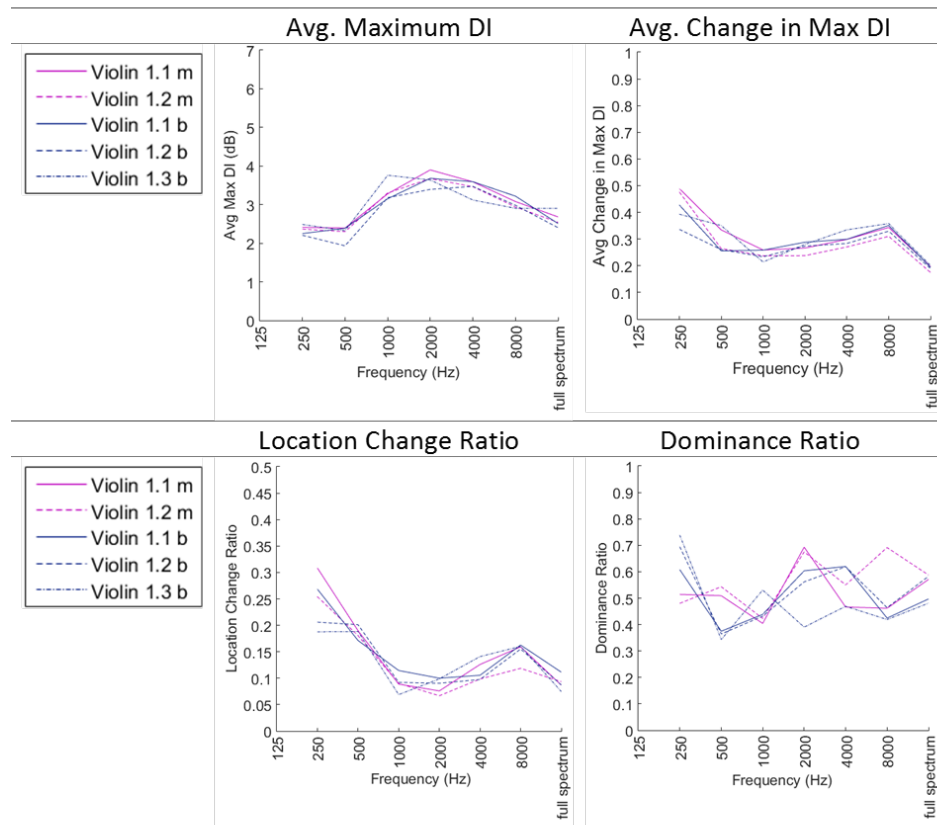 Avg. Maximum DI
Avg. Change in Max DI
Violin 1.1 m
Violin 1.2 m
Violin 1.1 b
Violin 1.2 b
Violin 1.3 b
7
6
5
4
3
2
1
0
Avg Max DI (dB)
125
250
500
1000
2000
4000
8000
full spectrum
Frequency (Hz)
1
0.9
0.8
0.7
0.6
0.5
0.4
0.3
0.2
0.1
0
Avg Change in Max DI
125
250
500
1000
2000
4000
8000
full spectrum
Frequency (Hz)
Location Change Ratio
Dominance Ratio
Violin 1.1 m
Violin 1.2 m
Violin 1.1 b
Violin 1.2 b
Violin 1.3 b
0.5
0.45
0.4
0.35
0.3
0.25
0.2
0.15
0.1
0.05
0
Location Change Ratio
125
250
500
1000
2000
4000
8000
full spectrum
Frequency (Hz)
1
0.9
0.8
0.7
0.6
0.5
0.4
0.3
0.2
0.1
0
Dominance Ratio
125
250
500
1000
2000
4000
8000
full spectrum
Frequency (Hz)